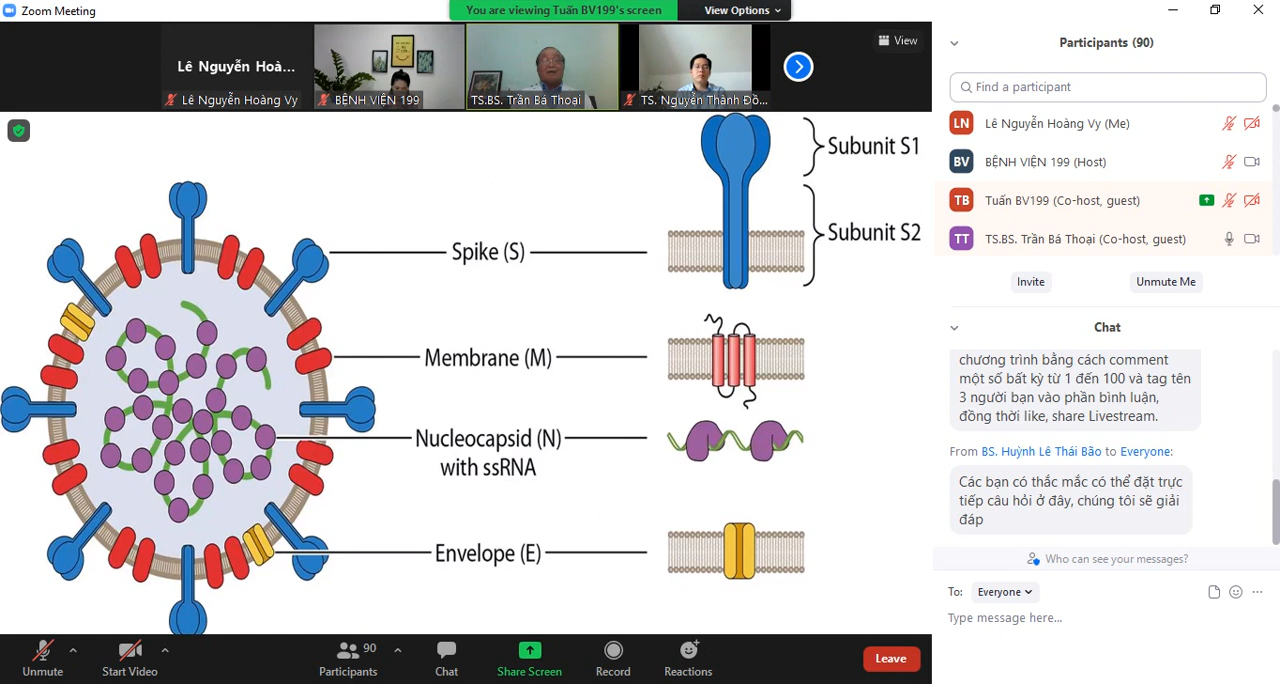 Zoom Meeting
You are viewing Tuấn BV199's screen
View Options
Lê Nguyễn Hoà...
Lê Nguyễn Hoàng Vy
BỆNH VIỆN 199
TS.BS. Trần Bá Thoại
TS. Nguyễn Thành Đồ...
View
Subunit S1
Subunit S2
Spike (S)
Membrane (M)
Nucleocapsid (N)
with ssRNA
Envelope (E)
Participants (90)
Find a participant
LN
Lê Nguyễn Hoàng Vy (Me)
BV
BỆNH VIỆN 199 (Host)
TB
Tuấn BV199 (Co-host, guest)
TT
TS.BS. Trần Bá Thoại (Co-host, guest)
Invite
Unmute Me
Chat
chương trình bằng cách comment
một số bất kỳ từ 1 đến 100 và tag tên
3 người bạn vào phần bình luận,
đồng thời like, share Livestream.
From BS. Huỳnh Lê Thái Bão to Everyone:
Các bạn có thắc mắc có thể đặt trực
tiếp câu hỏi ở đây, chúng tôi sẽ giải
đáp
Who can see your messages?
To: Everyone
Type message here...
Unmute
Start Video
90
Participants
Chat
Share Screen
Record
Reactions
Leave